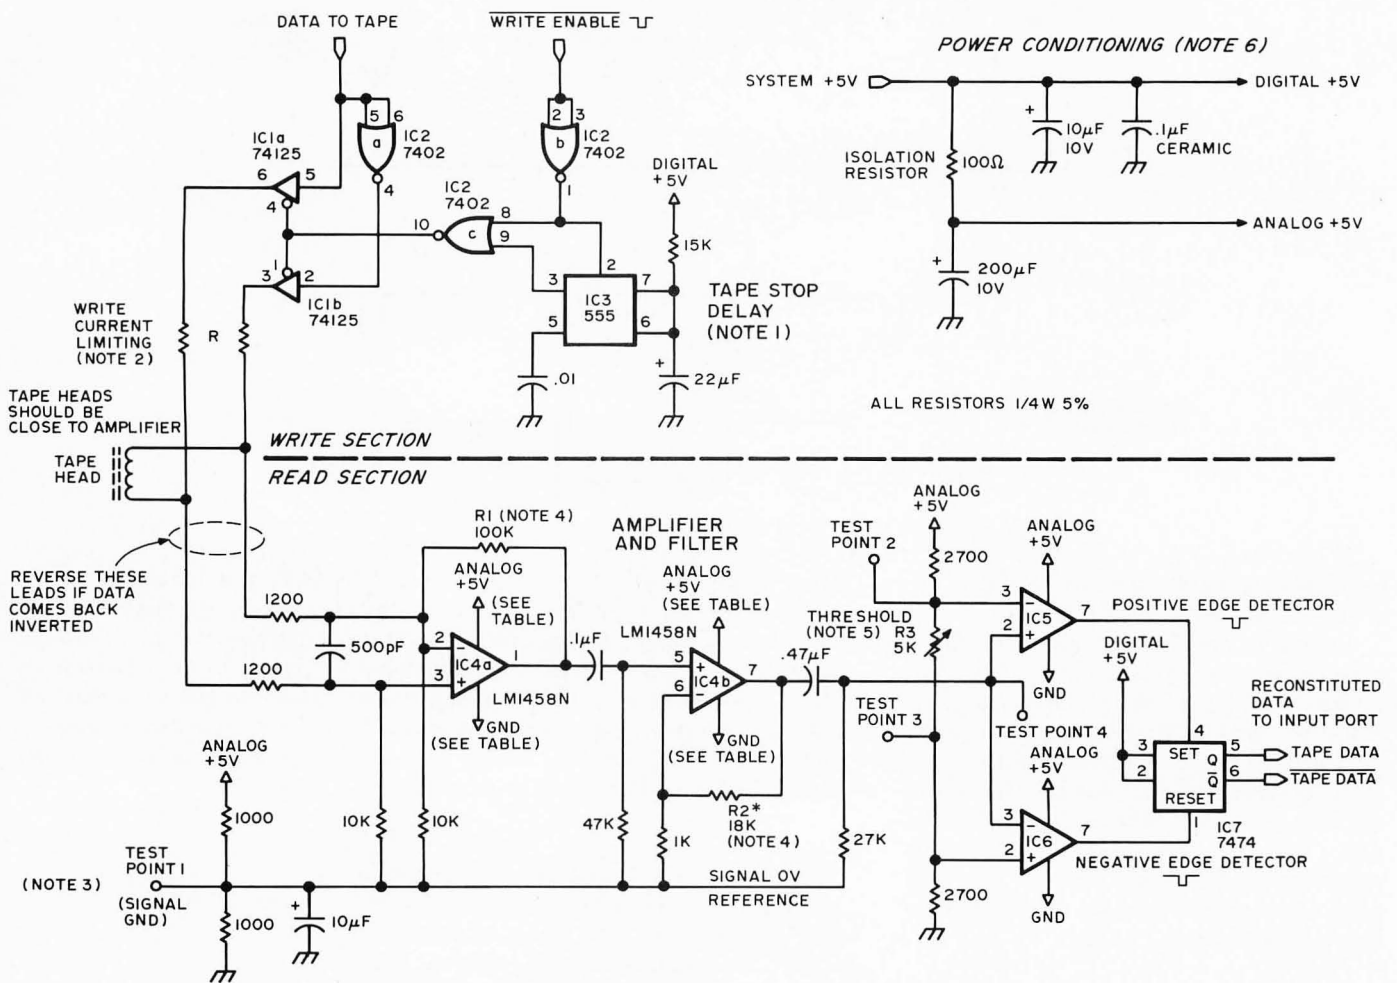 DATA TO TAPE
WRITE ENABLE
POWER CONDITIONING (NOTE 6)
SYSTEM +5V
DIGITAL +5V
10µF
10V
.1µF
CERAMIC
ISOLATION
RESISTOR
100Ω
ANALOG +5V
200µF
10V
ALL RESISTORS 1/4W 5%
5
6
IC2
7402
a
4
2
3
IC2
7402
b
1
IC1a
74125
6
5
4
IC2
7402
10
c
8
9
DIGITAL
+5V
15K
1
3
2
IC1b
74125
2
3
7
5
6
IC3
555
TAPE STOP
DELAY
(NOTE 1)
.01
22µF
WRITE
CURRENT
LIMITING
(NOTE 2)
R
TAPE HEADS
SHOULD BE
CLOSE TO AMPLIFIER
TAPE
HEAD
WRITE SECTION
READ SECTION
REVERSE THESE
LEADS IF DATA
COMES BACK
INVERTED
R1 (NOTE 4)
100K
AMPLIFIER
AND FILTER
1200
1200
500pF
ANALOG
+5V
(SEE
TABLE)
2
3
1
IC4a
LM1458N
GND
(SEE TABLE)
.1µF
ANALOG
+5V
(SEE TABLE)
LM1458N
5
6
7
IC4b
GND
(SEE TABLE)
.47µF
R2*
18K
(NOTE 4)
1K
47K
27K
10K
10K
SIGNAL 0V
REFERENCE
ANALOG
+5V
1000
1000
10µF
(NOTE 3)
TEST
POINT 1
(SIGNAL
GND)
TEST
POINT 2
ANALOG
+5V
2700
THRESHOLD
(NOTE 5) R3
5K
TEST
POINT 3
2700
ANALOG
+5V
3
2
7
IC5
GND
TEST POINT 4
ANALOG
+5V
3
2
7
IC6
GND
POSITIVE EDGE DETECTOR
DIGITAL
+5V
RECONSTITUTED
DATA
TO INPUT PORT
4
3
2
SET
Q
Q
RESET
5
6
1
TAPE DATA
TAPE DATA
IC7
7474
NEGATIVE EDGE DETECTOR